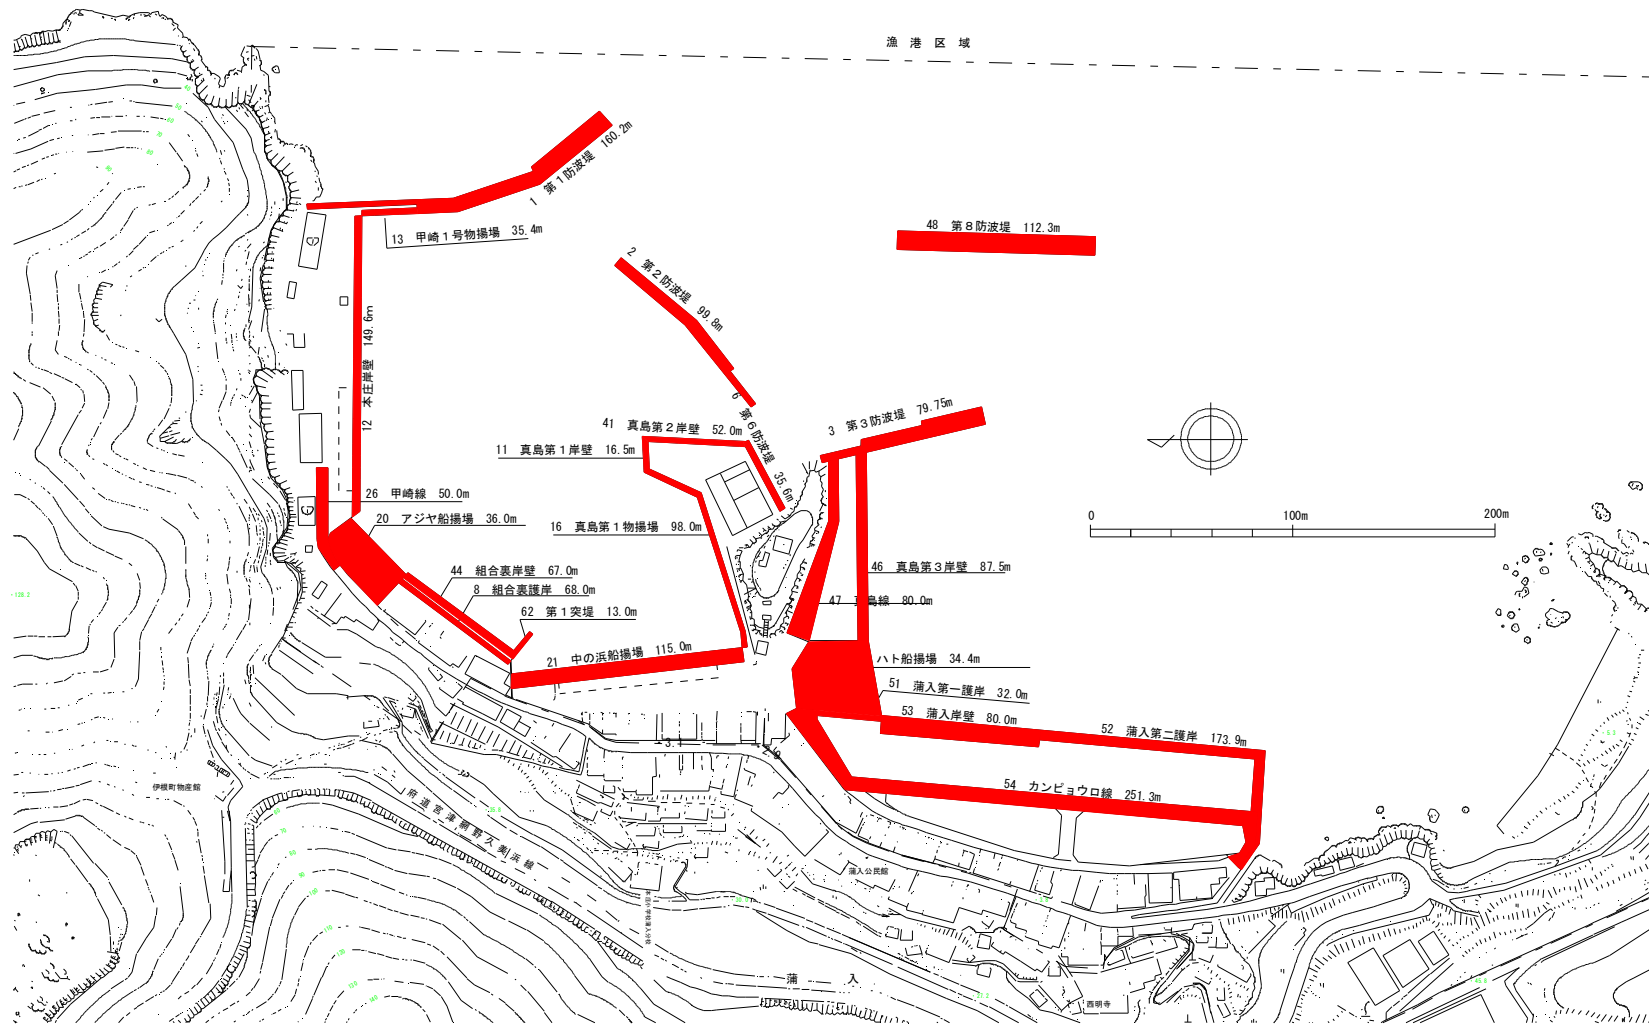 漁港区域
1 第1防波堤 160.2m
13 甲崎1号物揚場 35.4m
48 第8防波堤 112.3m
2 第2防波堤 99.8m
12 本庄岸壁 149.6m
6 第6防波堤 35.6m
3 第3防波堤 79.75m
41 真島第2岸壁 52.0m
11 真島第1岸壁 16.5m
26 甲崎線 50.0m
20 アジヤ船揚場 36.0m
16 真島第1物揚場 98.0m
0 100m 200m
44 組合裏岸壁 67.0m
8 組合裏護岸 68.0m
62 第1突堤 13.0m
46 真島第3岸壁 87.5m
47 真島線 80.0m
21 中の浜船揚場 115.0m
ハト船揚場 34.4m
51 蒲入第一護岸 32.0m
53 蒲入岸壁 80.0m
52 蒲入第二護岸 173.9m
54 カンビョウロ線 251.3m
伊根町物産館
府道宮津網野久美浜線
蒲入公民館
蒲入
西明寺